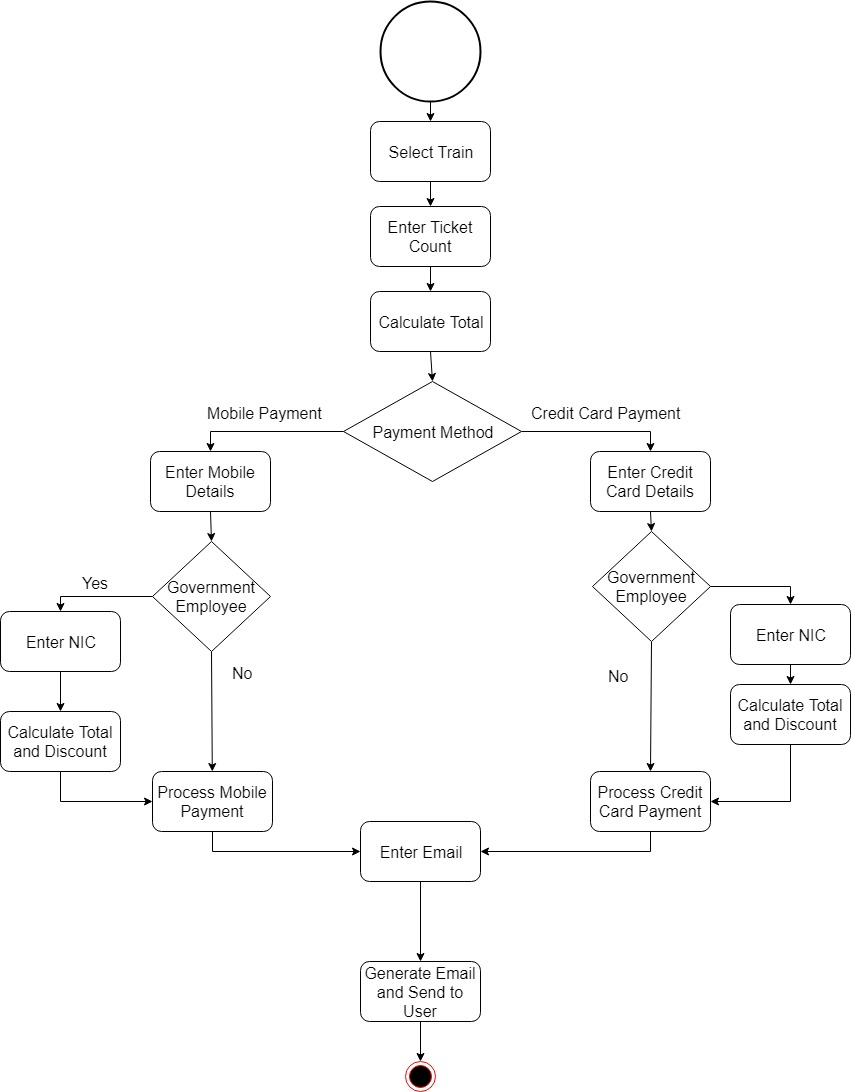 Select Train
Enter Ticket
Count
Calculate Total
Payment Method
Mobile Payment
Credit Card Payment
Enter Mobile
Details
Enter Credit
Card Details
Government
Employee
Yes
No
Enter NIC
Calculate Total
and Discount
Government
Employee
No
Enter NIC
Calculate Total
and Discount
Process Mobile
Payment
Process Credit
Card Payment
Enter Email
Generate Email
and Send to
User